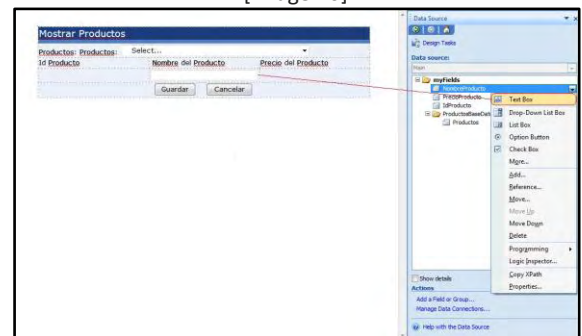 Mostrar Productos
Productos: Productos: Select...
Id Producto Nombre del Producto Precio del Producto
Guardar Cancelar
Data Source
Design Tasks
Data source:
Main
myFields
NombreProducto
PrecioProducto
IdProducto
Productos
Text Box
Drop-Down List Box
List Box
Option Button
Check Box
More...
Add...
Reference...
Move...
Move Up
Move Down
Delete
Programming
Logic Inspector...
Copy XPath
Properties...
Show details
Actions
Add a Field or Group...
Manage Data Connections...
Help with the Data Source